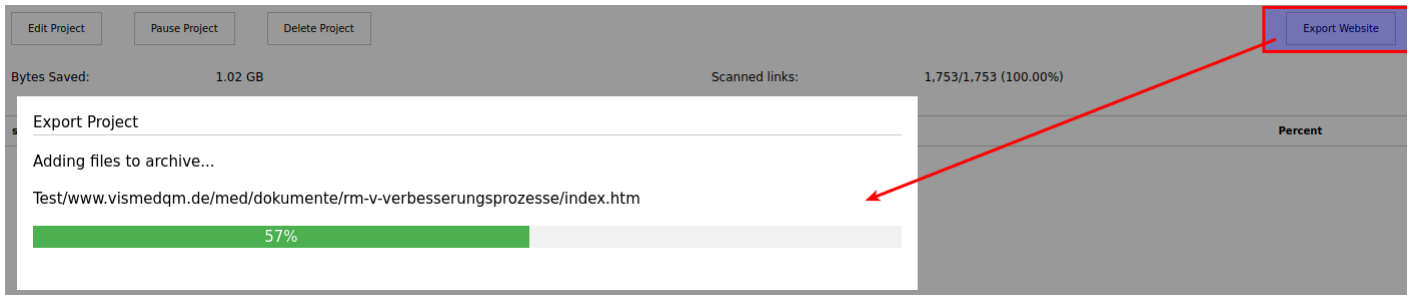 Edit Project Pause Project Delete Project Export Website
Bytes Saved: 1.02 GB Scanned links: 1,753/1,753 (100.00%)
Export Project
s Percent
Adding files to archive...
Test/www.vismedqm.de/med/dokumente/rm-v-verbesserungsprozesse/index.htm
57%